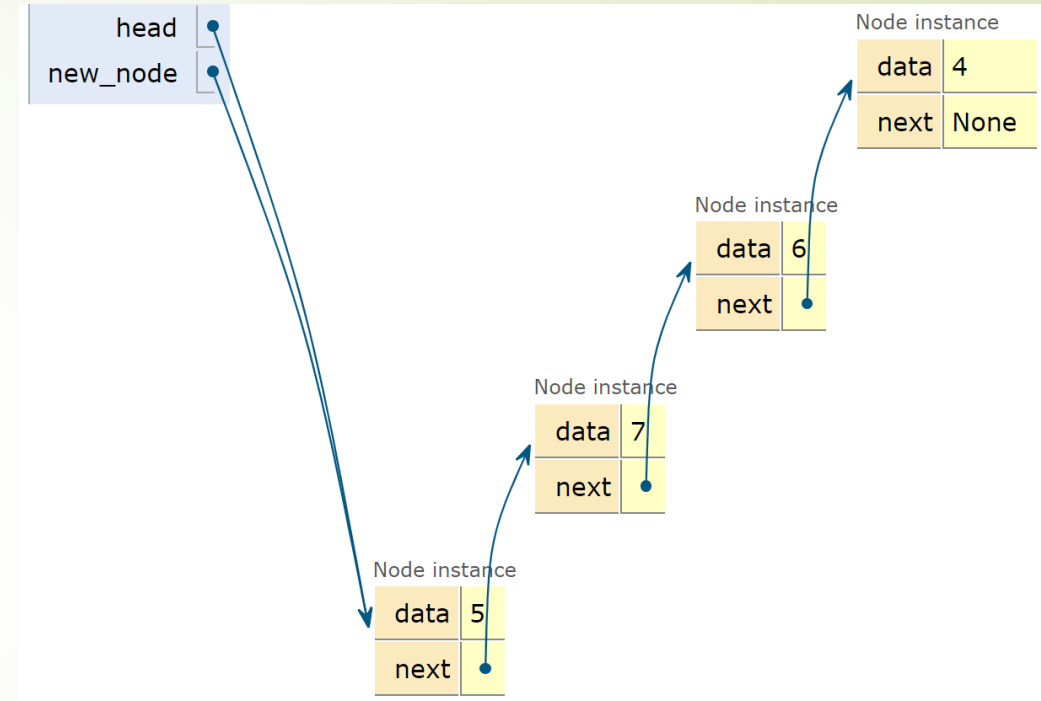 head
new_node
Node instance
data 4
next None
Node instance
data 6
next
Node instance
data 7
next
Node instance
data 5
next